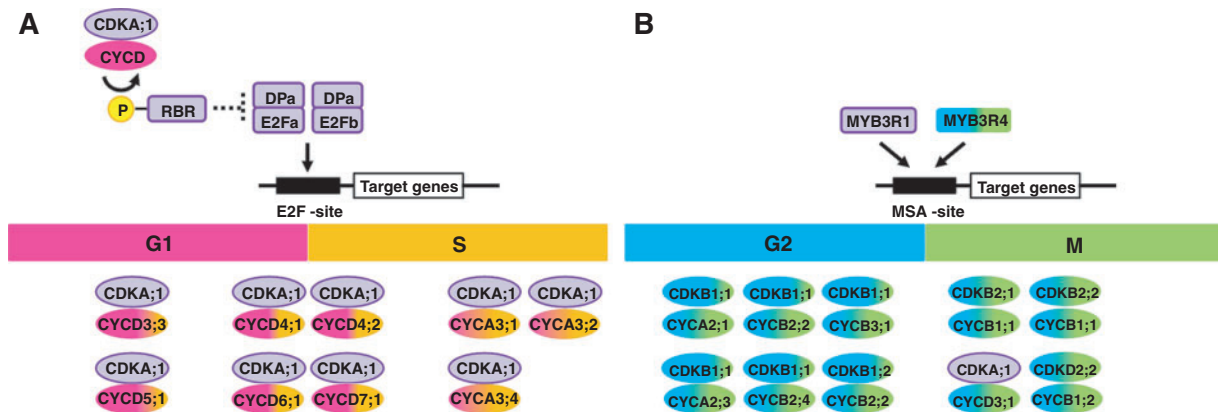 A
CDKA;1
CYCD
P
RBR
DPa
DPa
E2Fa
E2Fb
Target genes
E2F -site
B
MYB3R1
MYB3R4
Target genes
MSA -site
G1
S
G2
M
CDKA;1
CDKA;1
CDKA;1
CDKA;1
CDKA;1
CYCD3;3
CYCD4;1
CYCD4;2
CYCA3;1
CYCA3;2
CDKA;1
CDKA;1
CDKA;1
CDKA;1
CYCD5;1
CYCD6;1
CYCD7;1
CYCA3;4
CDKB1;1
CDKB1;1
CDKB1;1
CDKB2;1
CDKB2;2
CYCA2;1
CYCB2;2
CYCB3;1
CYCB1;1
CYCB1;1
CDKB1;1
CDKB1;1
CDKB1;2
CDKA;1
CDKD2;2
CYCA2;3
CYCB2;4
CYCB2;2
CYCD3;1
CYCB1;2